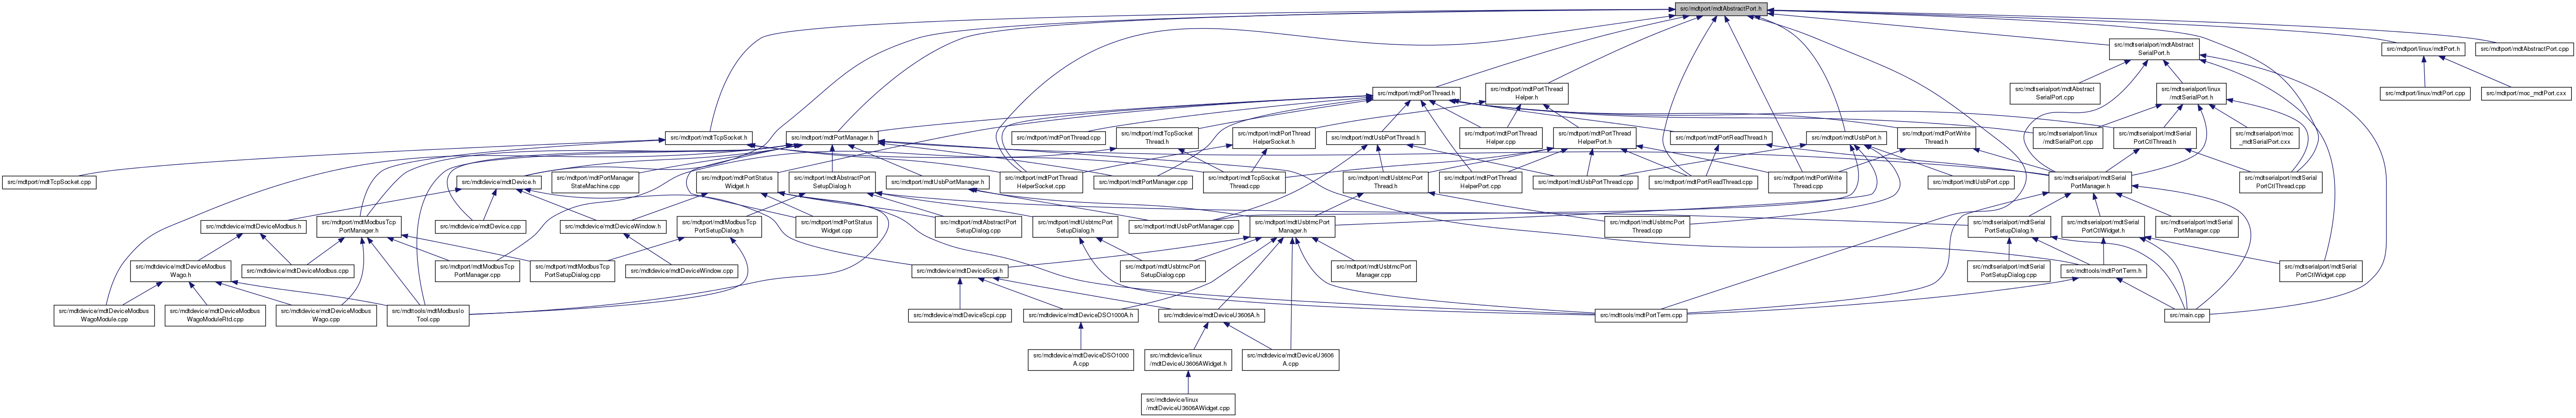 src/mdtport/mdtAbstractPort.h
src/mdtserialport/mdtAbstract
SerialPort.h
src/mdtport/linux/mdtPort.h
src/mdtport/mdtAbstractPort.cpp
src/mdtport/mdtPortThread.h
src/mdtport/mdtPortThread
Helper.h
src/mdtserialport/mdtAbstract
SerialPort.cpp
src/mdtserialport/linux
/mdtSerialPort.h
src/mdtport/linux/mdtPort.cpp
src/mdtport/moc_mdtPort.cxx
src/mdtport/mdtTcpSocket.h
src/mdtport/mdtPortManager.h
src/mdtport/mdtPortThread.cpp
src/mdtport/mdtTcpSocket
Thread.h
src/mdtport/mdtPortThread
HelperSocket.h
src/mdtport/mdtUsbPortThread.h
src/mdtport/mdtPortThread
Helper.cpp
src/mdtport/mdtPortThread
HelperPort.h
src/mdtport/mdtPortReadThread.h
src/mdtport/mdtUsbPort.h
src/mdtport/mdtPortWrite
Thread.h
src/mdtserialport/linux
/mdtSerialPort.cpp
src/mdtserialport/mdtSerial
PortCtlThread.h
src/mdtserialport/moc
_mdtSerialPort.cxx
src/mdtport/mdtTcpSocket.cpp
src/mdtdevice/mdtDevice.h
src/mdtport/mdtPortManager
StateMachine.cpp
src/mdtport/mdtPortStatus
Widget.h
src/mdtport/mdtAbstractPort
SetupDialog.h
src/mdtport/mdtUsbPortManager.h
src/mdtport/mdtPortThread
HelperSocket.cpp
src/mdtport/mdtPortManager.cpp
src/mdtport/mdtTcpSocket
Thread.cpp
src/mdtport/mdtUsbtmcPort
Thread.h
src/mdtport/mdtPortThread
HelperPort.cpp
src/mdtport/mdtUsbPortThread.cpp
src/mdtport/mdtPortReadThread.cpp
src/mdtport/mdtPortWrite
Thread.cpp
src/mdtport/mdtUsbPort.cpp
src/mdtserialport/mdtSerial
PortManager.h
src/mdtserialport/mdtSerial
PortCtlThread.cpp
src/mdtdevice/mdtDeviceModbus.h
src/mdtport/mdtModbusTcp
PortManager.h
src/mdtdevice/mdtDevice.cpp
src/mdtdevice/mdtDeviceWindow.h
src/mdtport/mdtModbusTcp
PortSetupDialog.h
src/mdtport/mdtPortStatus
Widget.cpp
src/mdtport/mdtAbstractPort
SetupDialog.cpp
src/mdtport/mdtUsbtmcPort
SetupDialog.h
src/mdtport/mdtUsbPortManager.cpp
src/mdtport/mdtUsbtmcPort
Manager.h
src/mdtport/mdtUsbtmcPort
Thread.cpp
src/mdtserialport/mdtSerial
PortSetupDialog.h
src/mdtserialport/mdtSerial
PortCtlWidget.h
src/mdtserialport/mdtSerial
PortManager.cpp
src/mdtdevice/mdtDeviceModbus
Wago.h
src/mdtdevice/mdtDeviceModbus.cpp
src/mdtport/mdtModbusTcp
PortManager.cpp
src/mdtport/mdtModbusTcp
PortSetupDialog.cpp
src/mdtdevice/mdtDeviceWindow.cpp
src/mdtdevice/mdtDeviceScpi.h
src/mdtport/mdtUsbtmcPort
SetupDialog.cpp
src/mdtport/mdtUsbtmcPort
Manager.cpp
src/mdtserialport/mdtSerial
PortSetupDialog.cpp
src/mdttools/mdtPortTerm.h
src/mdtserialport/mdtSerial
PortCtlWidget.cpp
src/mdtdevice/mdtDeviceModbus
WagoModule.cpp
src/mdtdevice/mdtDeviceModbus
WagoModuleRtd.cpp
src/mdtdevice/mdtDeviceModbus
Wago.cpp
src/mdttools/mdtModbusIo
Tool.cpp
src/mdtdevice/mdtDeviceScpi.cpp
src/mdtdevice/mdtDeviceDSO1000A.h
src/mdtdevice/mdtDeviceU3606A.h
src/mdttools/mdtPortTerm.cpp
src/main.cpp
src/mdtdevice/mdtDeviceDSO1000
A.cpp
src/mdtdevice/linux
/mdtDeviceU3606AWidget.h
src/mdtdevice/mdtDeviceU3606
A.cpp
src/mdtdevice/linux
/mdtDeviceU3606AWidget.cpp